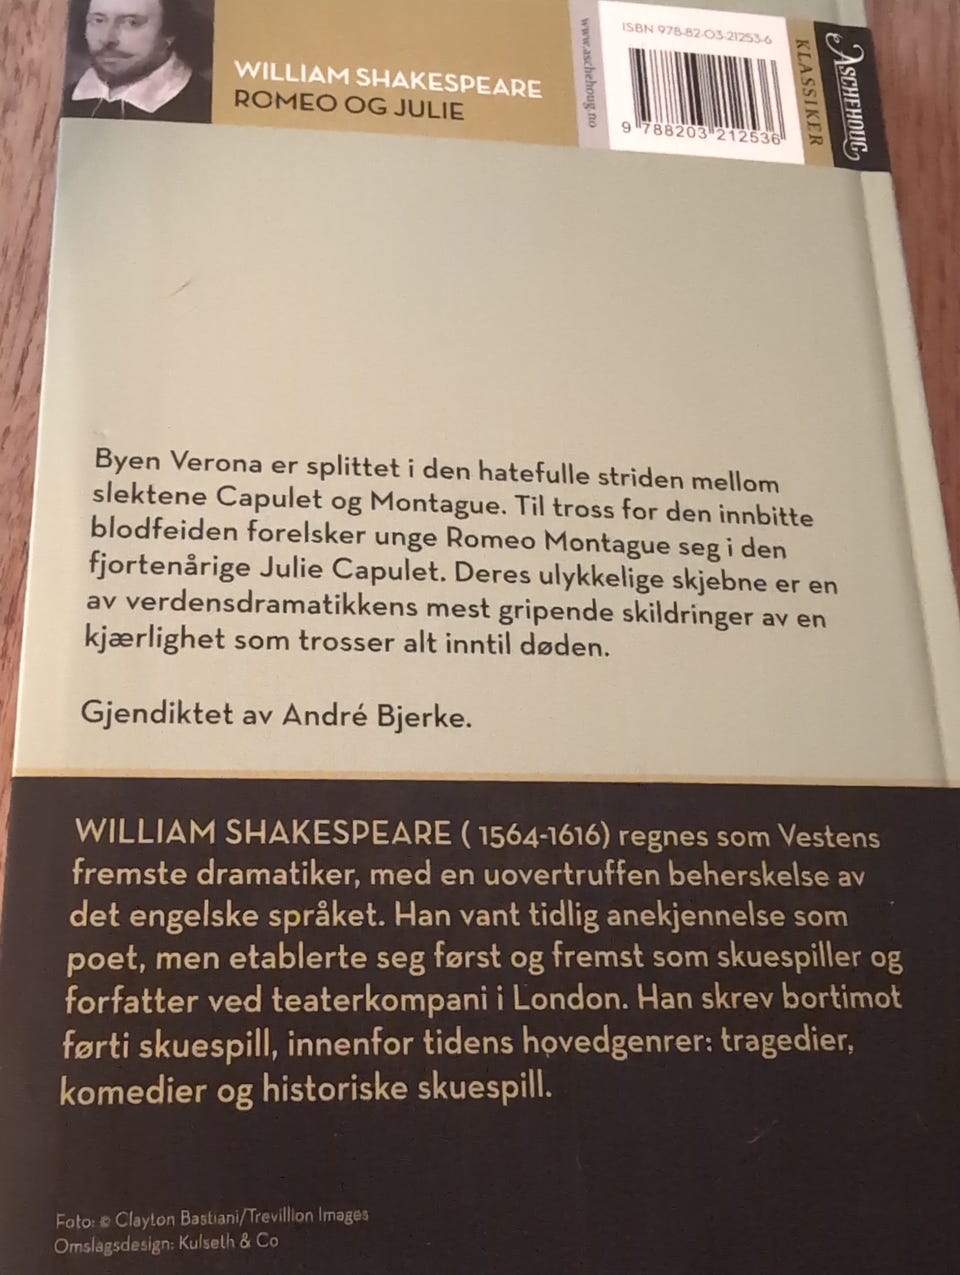 WILLIAM SHAKESPEARE
ROMEO OG JULIE
www.aschehoug.no
ISBN 978-82-03-21253-6
9 788203 212536
KLASSIKER
ASCHEHOUG
Byen Verona er splittet i den hatefulle striden mellom
slektene Capulet og Montague. Til tross for den innbitte
blodfeiden forelsker unge Romeo Montague seg i den
fjortenårige Julie Capulet. Deres ulykkelige skjebne er en
av verdensdramatikkens mest gripende skildringer av en
kjærlighet som trosser alt inntil døden.
Gjendiktet av André Bjerke.
WILLIAM SHAKESPEARE ( 1564-1616) regnes som Vestens
fremste dramatiker, med en uovertruffen beherskelse av
det engelske språket. Han vant tidlig anekjennelse som
poet, men etablerte seg først og fremst som skuespiller og
forfatter ved teaterkompani i London. Han skrev bortimot
førti skuespill, innenfor tidens hovedgenrer: tragedier,
komedier og historiske skuespill.
Foto: © Clayton Bastiani/Trevillion Images
Omslagsdesign: Kulseth & Co